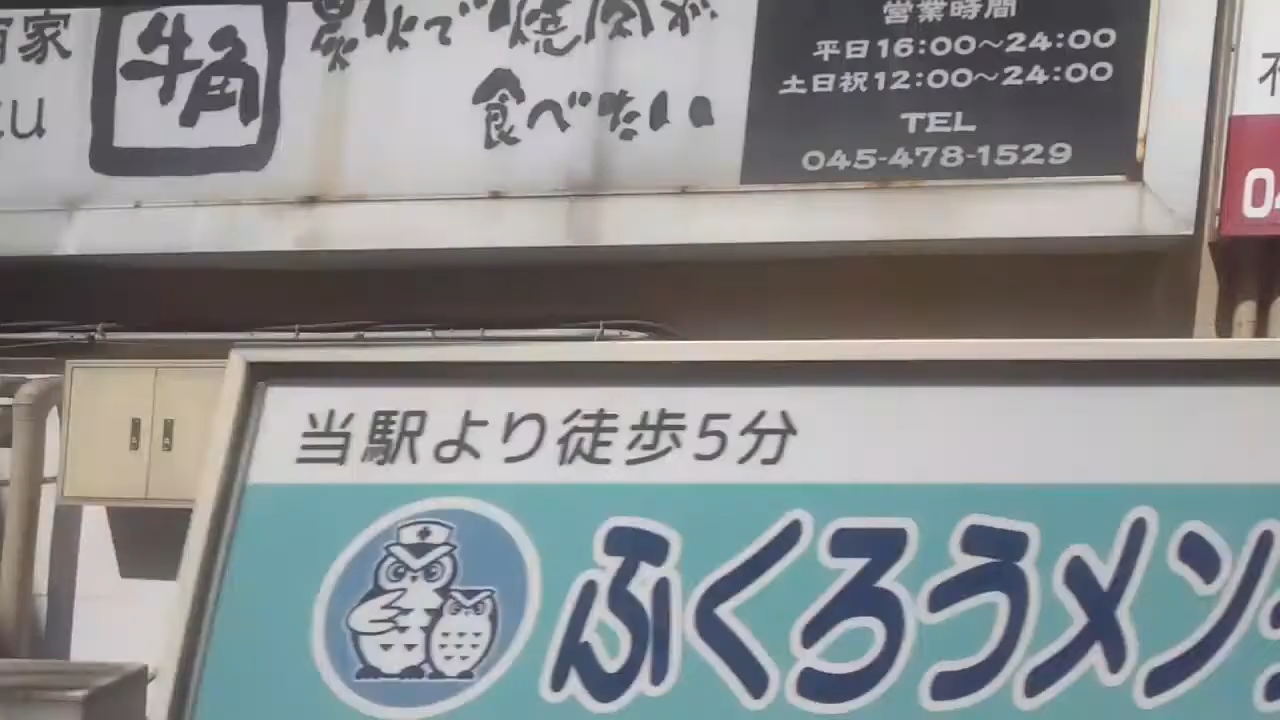 家
牛角
炭火で焼肉が
食べたい
営業時間
平日16:00～24:00
土日祝12:00～24:00
TEL
045-478-1529
当駅より徒歩5分
ふくろうメン